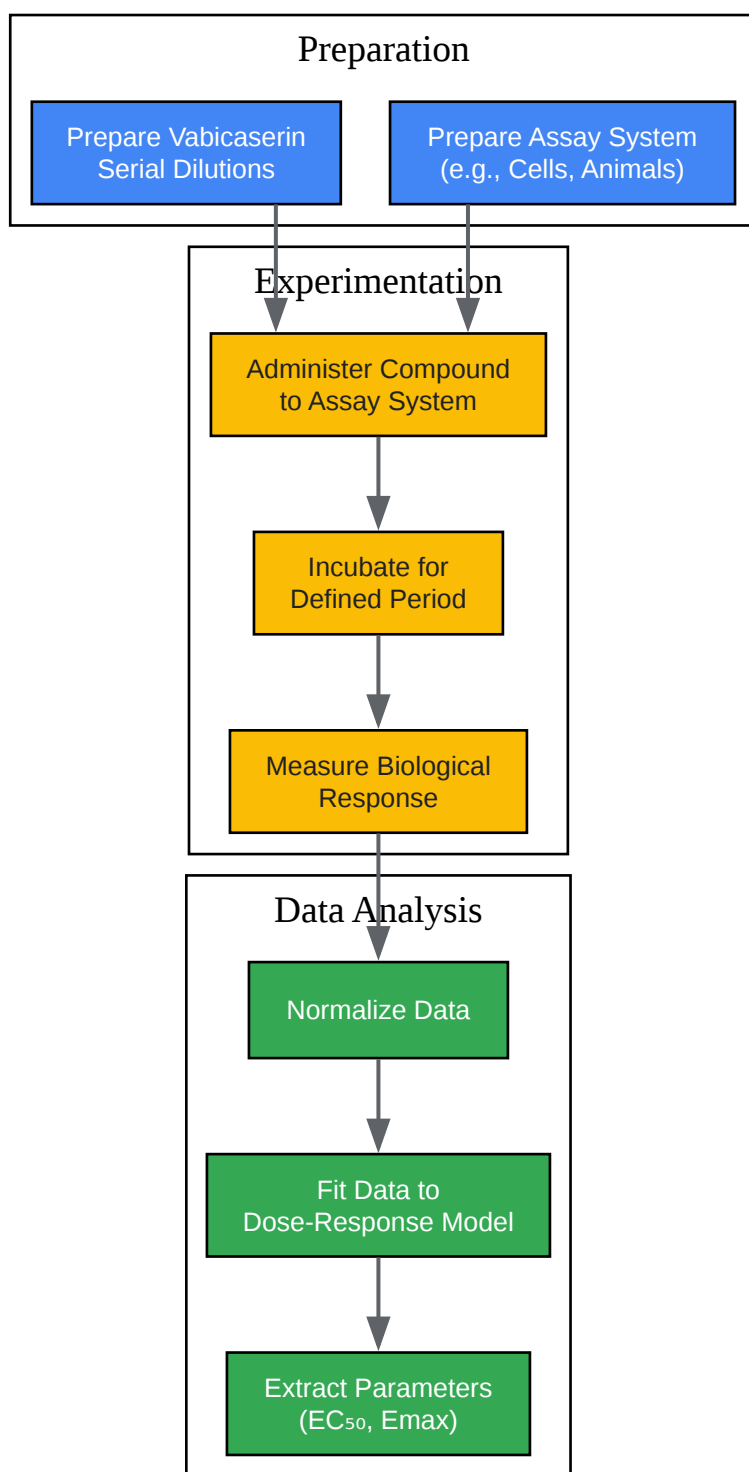 Preparation
Prepare Vabicaserin
Serial Dilutions
Prepare Assay System
(e.g., Cells, Animals)
Experimentation
Administer Compound
to Assay System
Incubate for
Defined Period
Measure Biological
Response
Data Analysis
Normalize Data
Fit Data to
Dose-Response Model
Extract Parameters
(EC₅₀, Emax)